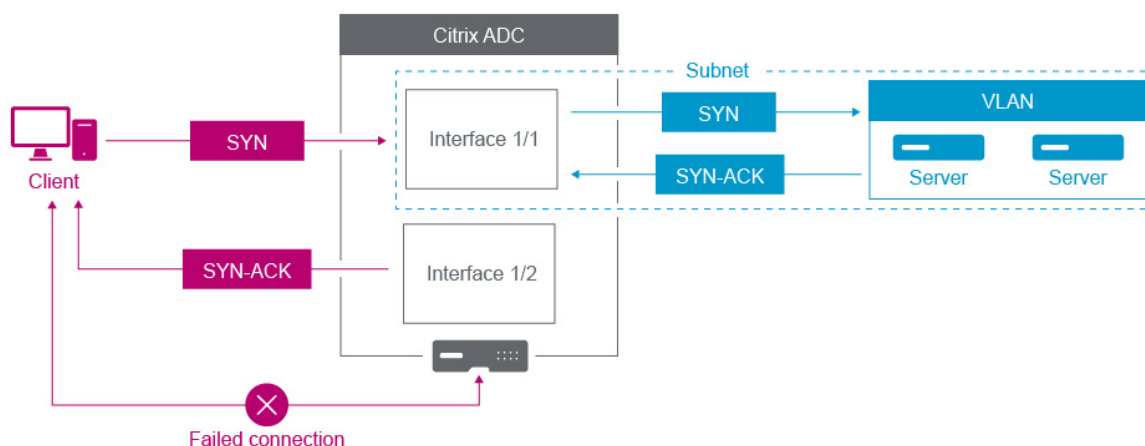 Citrix ADC
Subnet
VLAN
SYN
Interface 1/1
SYN
Client
SYN-ACK
Server
Server
SYN-ACK
Interface 1/2
Failed connection